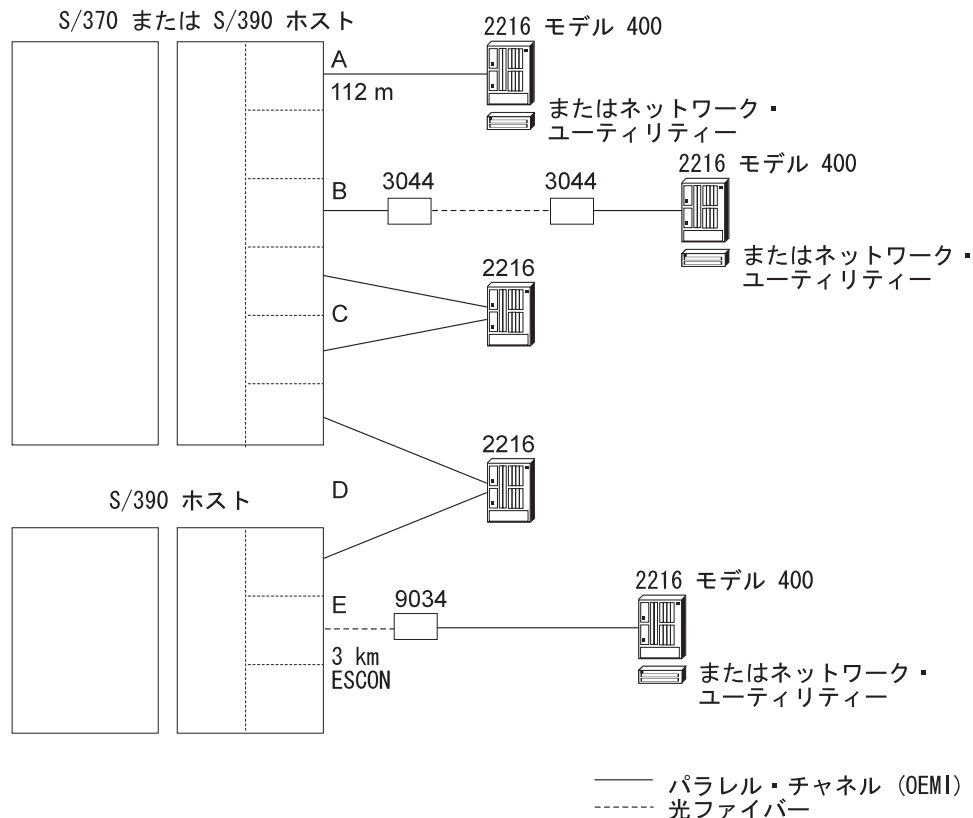 S/370 または S/390 ホスト
2216 モデル 400
A
112 m
またはネットワーク・
ユーティリティー
2216 モデル 400
B
3044
3044
またはネットワーク・
ユーティリティー
2216
C
2216
D
S/390 ホスト
2216 モデル 400
E
9034
3 km
ESCON
またはネットワーク・
ユーティリティー
パラレル・チャネル (OEMI)
光ファイバー